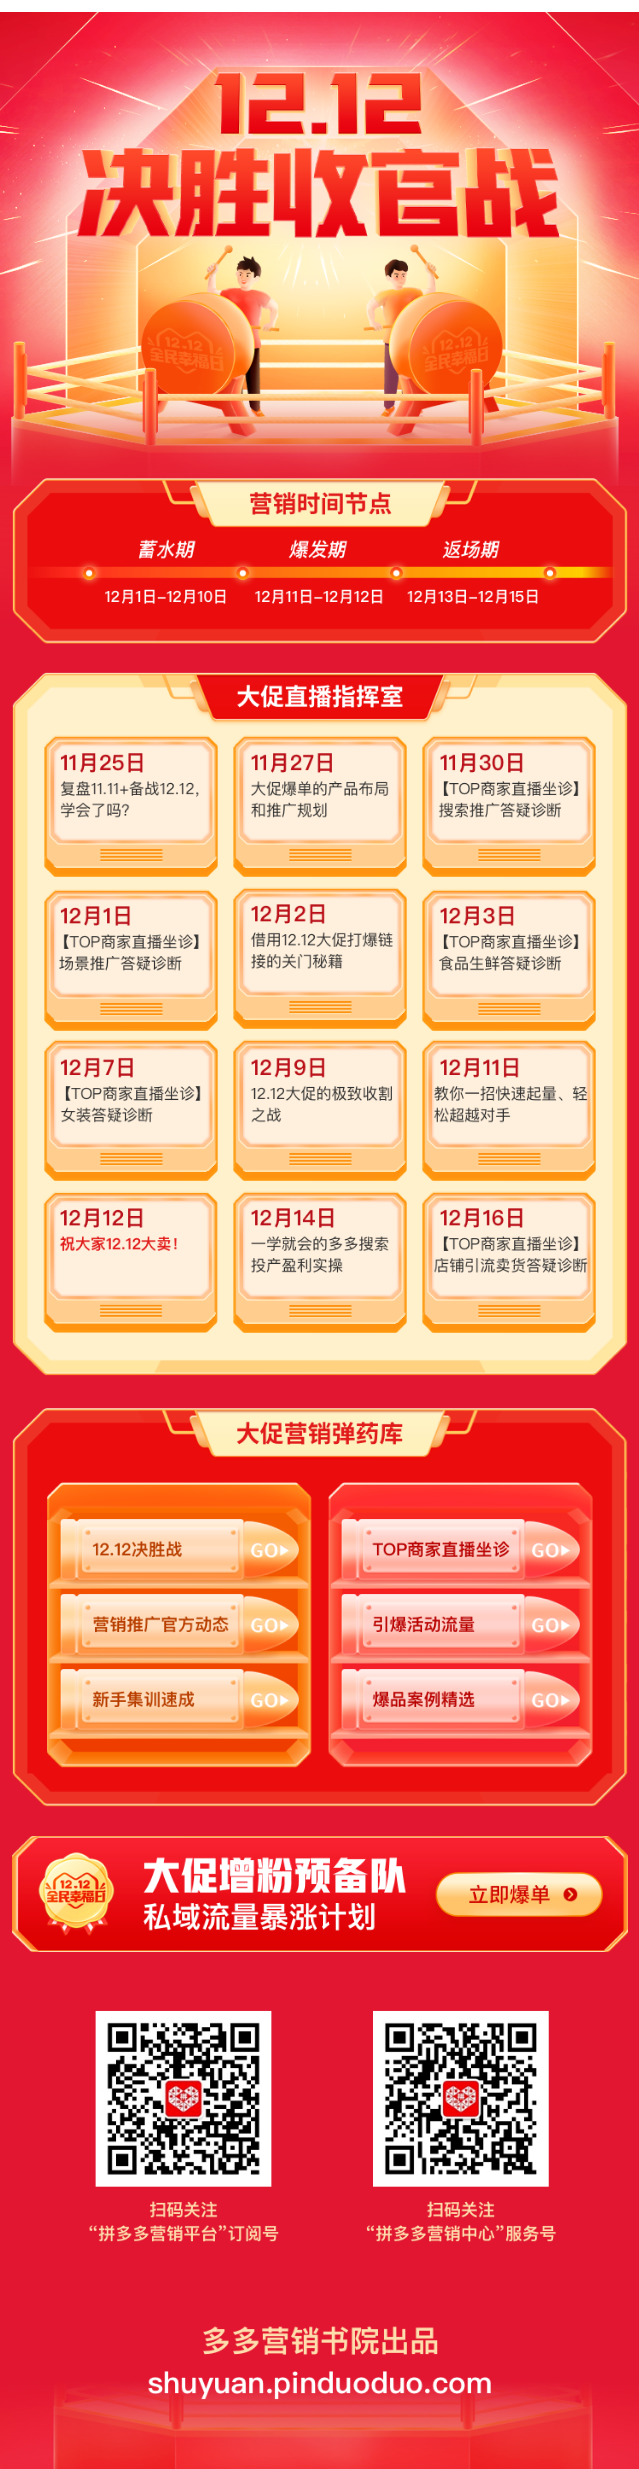 12.12
决胜收官战
12.12
全民幸福日
12.12
全民幸福日
营销时间节点
蓄水期
爆发期
返场期
12月1日-12月10日
12月11日-12月12日
12月13日-12月15日
大促直播指挥室
11月25日
复盘11.11+备战12.12,
学会了吗？
11月27日
大促爆单的产品布局
和推广规划
11月30日
【TOP商家直播坐诊】
搜索推广答疑诊断
12月1日
【TOP商家直播坐诊】
场景推广答疑诊断
12月2日
借用12.12大促打爆链
接的关门秘籍
12月3日
【TOP商家直播坐诊】
食品生鲜答疑诊断
12月7日
【TOP商家直播坐诊】
女装答疑诊断
12月9日
12.12大促的极致收割
之战
12月11日
教你一招快速起量、轻
松超越对手
12月12日
祝大家12.12大卖！
12月14日
一学就会的多多搜索
投产盈利实操
12月16日
【TOP商家直播坐诊】
店铺引流卖货答疑诊断
大促营销弹药库
12.12决胜战 GO
TOP商家直播坐诊 GO
营销推广官方动态 GO
引爆活动流量 GO
新手集训速成 GO
爆品案例精选 GO
12.12
全民幸福日
大促增粉预备队
私域流量暴涨计划
立即爆单
扫码关注
“拼多多营销平台”订阅号
扫码关注
“拼多多营销中心”服务号
多多营销书院出品
shuyuan.pinduoduo.com